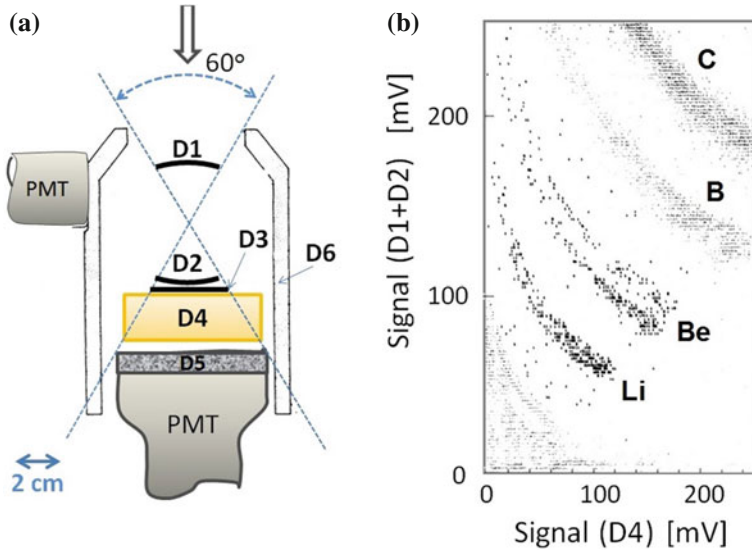 (a)
60°
D1
PMT
D3
D2
D6
D4
D5
PMT
2 cm
(b)
Signal (D1+D2) [mV]
200
100
0
C
B
Be
Li
0
100
200
Signal (D4) [mV]